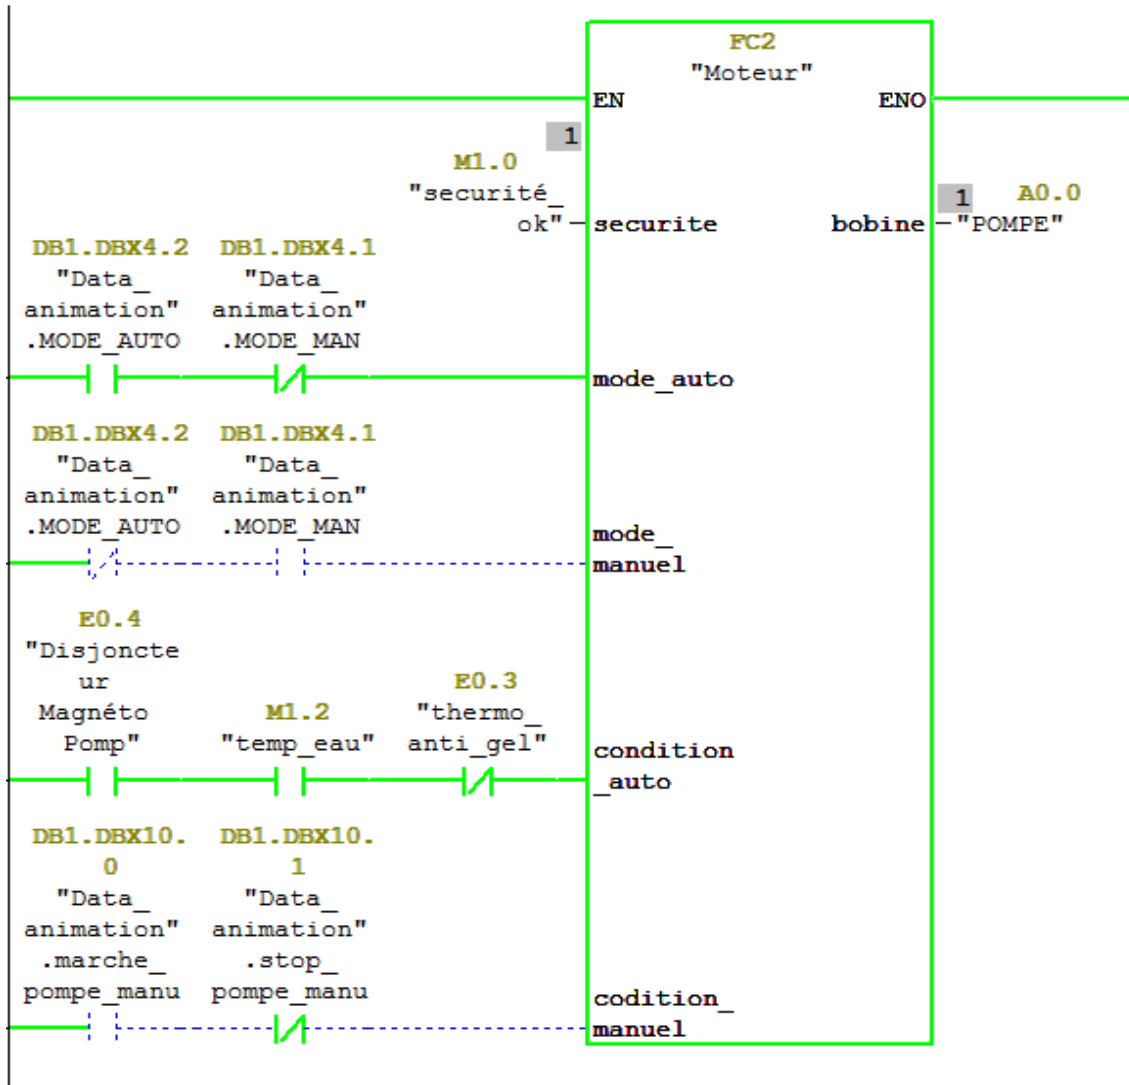 FC2
"Moteur"
EN ENO
1
M1.0
"securité_
ok" securite
bobine 1 A0.0
"POMPE"
DB1.DBX4.2 DB1.DBX4.1
"Data_ "Data_
animation" animation"
.MODE_AUTO .MODE_MAN
mode_auto
DB1.DBX4.2 DB1.DBX4.1
"Data_ "Data_
animation" animation"
.MODE_AUTO .MODE_MAN
mode_
manuel
E0.4
"Disjoncte
ur
Magnéto
Pomp"
M1.2
"temp_eau"
E0.3
"thermo_
anti_gel"
condition
_auto
DB1.DBX10. DB1.DBX10.
0 1
"Data_ "Data_
animation" animation"
.marche_ .stop_
pompe_manu pompe_manu
codition_
manuel